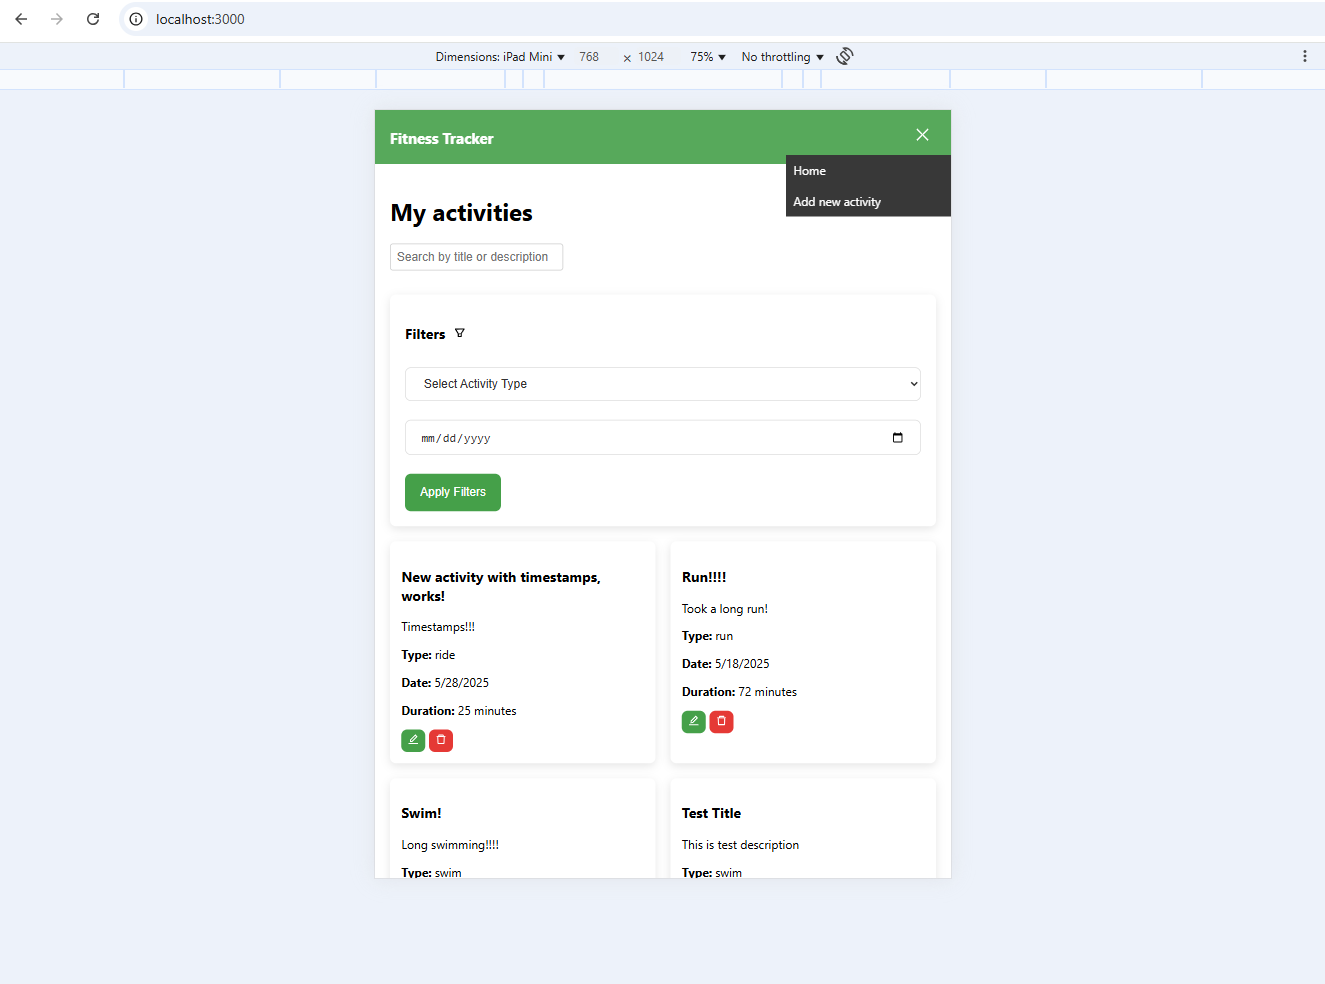 localhost:3000
Dimensions: iPad Mini 768 × 1024 75% No throttling
Fitness Tracker
Home
Add new activity
My activities
Search by title or description
Filters
Select Activity Type
mm/dd/yyyy
Apply Filters
New activity with timestamps,
works!
Timestamps!!!
Type: ride
Date: 5/28/2025
Duration: 25 minutes
Run!!!!
Took a long run!
Type: run
Date: 5/18/2025
Duration: 72 minutes
Swim!
Long swimming!!!!
Type: swim
Test Title
This is test description
Type: swim